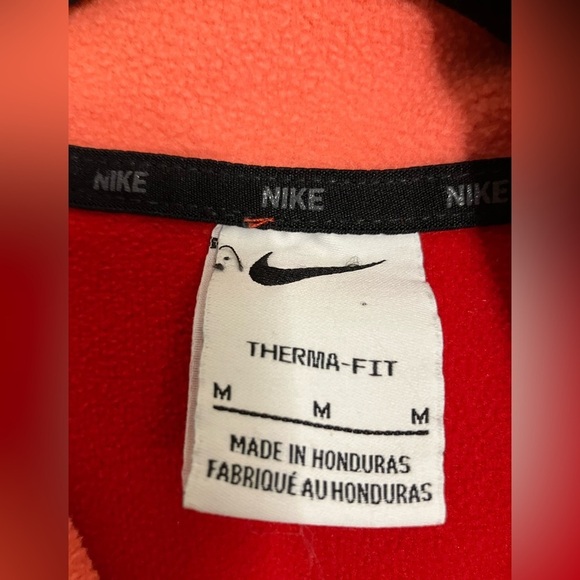 NIKE NIKE NIKE
THERMA-FIT
M M M
MADE IN HONDURAS
FABRIQUÉ AU HONDURAS